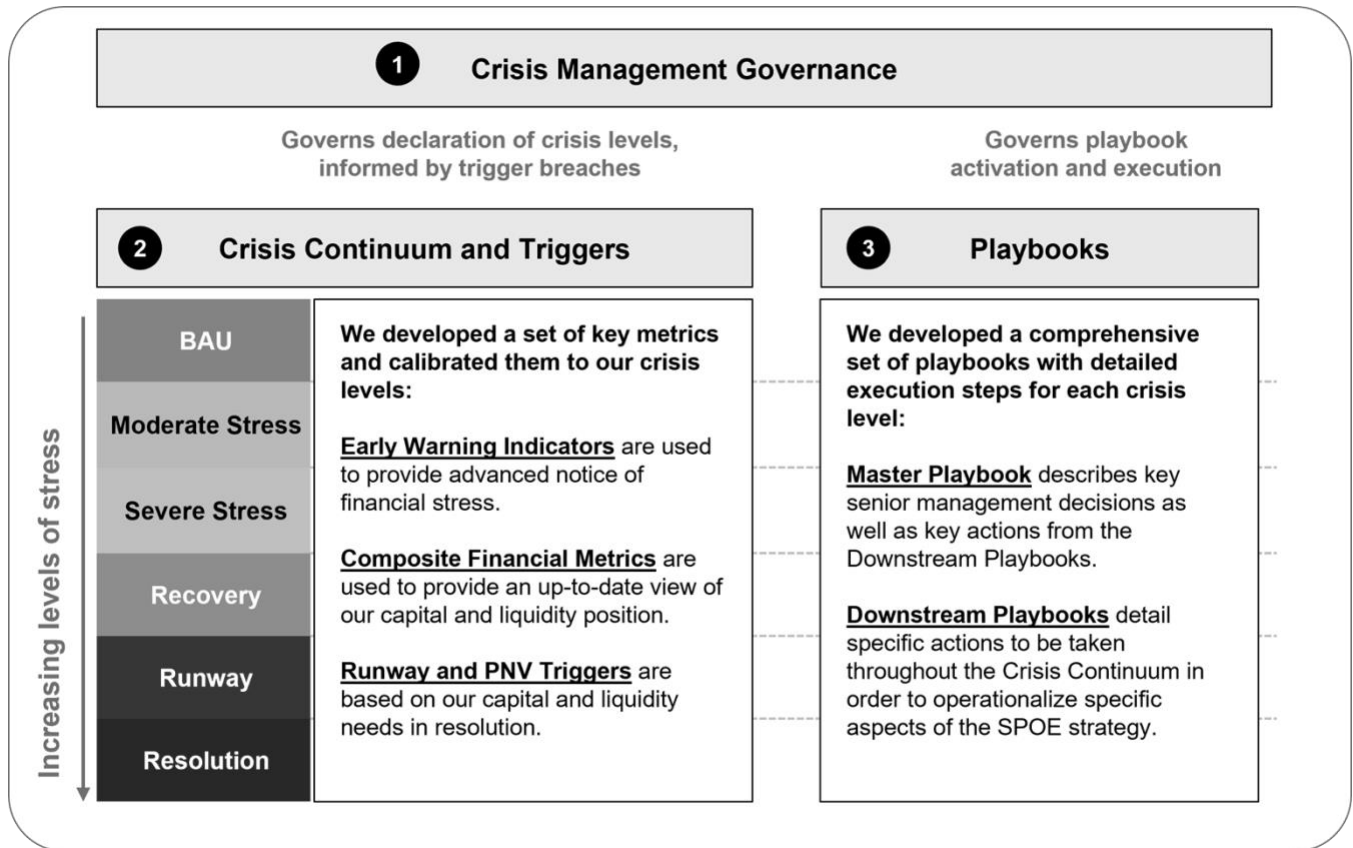 1 Crisis Management Governance
Governs declaration of crisis levels,
informed by trigger breaches
Governs playbook
activation and execution
2 Crisis Continuum and Triggers
3 Playbooks
Increasing levels of stress
BAU
Moderate Stress
Severe Stress
Recovery
Runway
Resolution
We developed a set of key metrics
and calibrated them to our crisis
levels:
Early Warning Indicators are used
to provide advanced notice of
financial stress.
Composite Financial Metrics are
used to provide an up-to-date view of
our capital and liquidity position.
Runway and PNV Triggers are
based on our capital and liquidity
needs in resolution.
We developed a comprehensive
set of playbooks with detailed
execution steps for each crisis
level:
Master Playbook describes key
senior management decisions as
well as key actions from the
Downstream Playbooks.
Downstream Playbooks detail
specific actions to be taken
throughout the Crisis Continuum in
order to operationalize specific
aspects of the SPOE strategy.